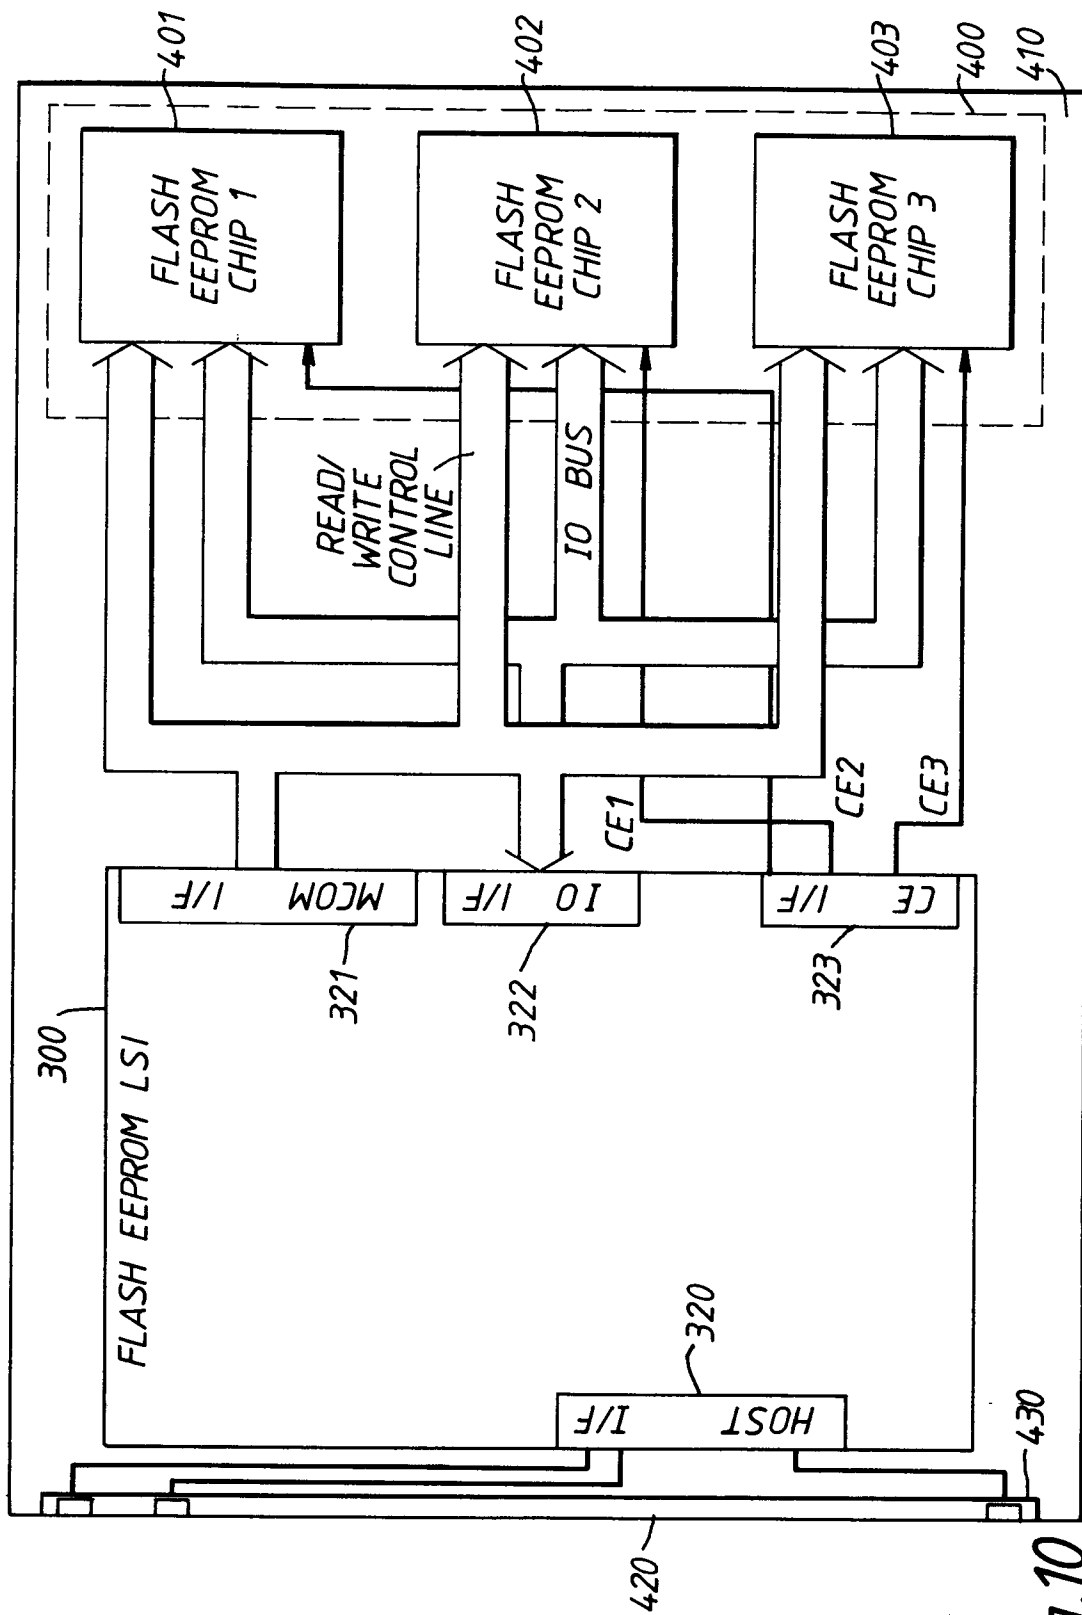 FLASH EEPROM LSI
300
HOST I/F
320
420
430
MCOM I/F
321
IO I/F
322
CE I/F
323
CE1
CE2
CE3
READ/
WRITE
CONTROL
LINE
IO BUS
FLASH
EEPROM
CHIP 1
401
FLASH
EEPROM
CHIP 2
402
FLASH
EEPROM
CHIP 3
403
400
410
.10